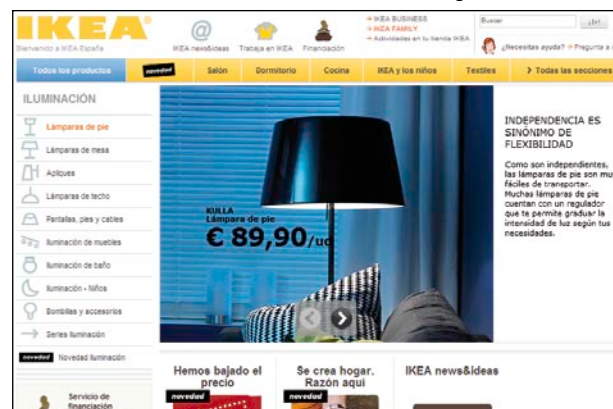 IKEA
Bienvenido a IKEA España
IKEA news&ideas
Trabaja en IKEA
Financiación
IKEA BUSINESS
IKEA FAMILY
Actividades en tu tienda IKEA
Buscar
¡Ir!
¿Necesitas ayuda? Pregunta a
Todos los productos
novedad
Salón
Dormitorio
Cocina
IKEA y los niños
Textiles
Todas las secciones
ILUMINACIÓN
Lámparas de pie
Lámparas de mesa
Apliques
Lámparas de techo
Pantallas, pies y cables
Iluminación de muebles
Iluminación de baño
Iluminación - Niños
Bombillas y accesorios
Series iluminación
novedad Novedad iluminación
Servicio de
financiación
KULLA
Lámpara de pie
€ 89,90/ud
INDEPENDENCIA ES
SINÓNIMO DE
FLEXIBILIDAD
Como son independientes,
las lámparas de pie son mu
fáciles de transportar.
Muchas lámparas de pie
cuentan con un regulador
que te permite graduar la
intensidad de luz según tus
necesidades.
Hemos bajado el
precio
novedad
Se crea hogar.
Razón aquí
novedad
IKEA news&ideas